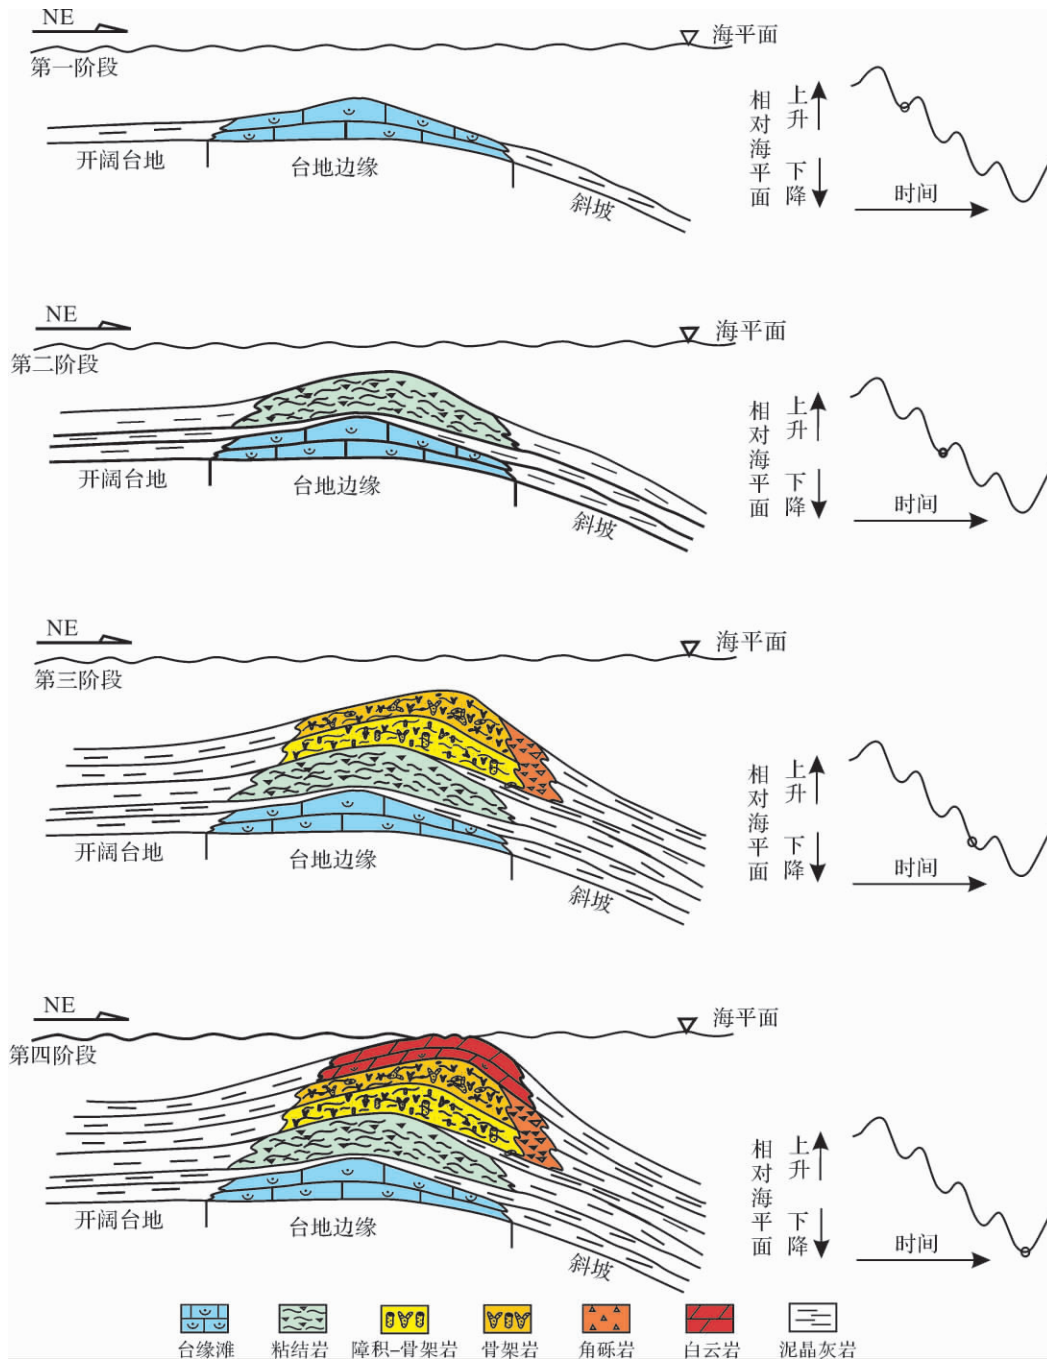 NE
海平面
第一阶段
开阔台地
台地边缘
斜坡
相对海平面
上升
下降
时间
NE
海平面
第二阶段
开阔台地
台地边缘
斜坡
相对海平面
上升
下降
时间
NE
海平面
第三阶段
开阔台地
台地边缘
斜坡
相对海平面
上升
下降
时间
NE
海平面
第四阶段
开阔台地
台地边缘
斜坡
相对海平面
上升
下降
时间
台缘滩 粘结岩 障积-骨架岩 骨架岩 角砾岩 白云岩 泥晶灰岩